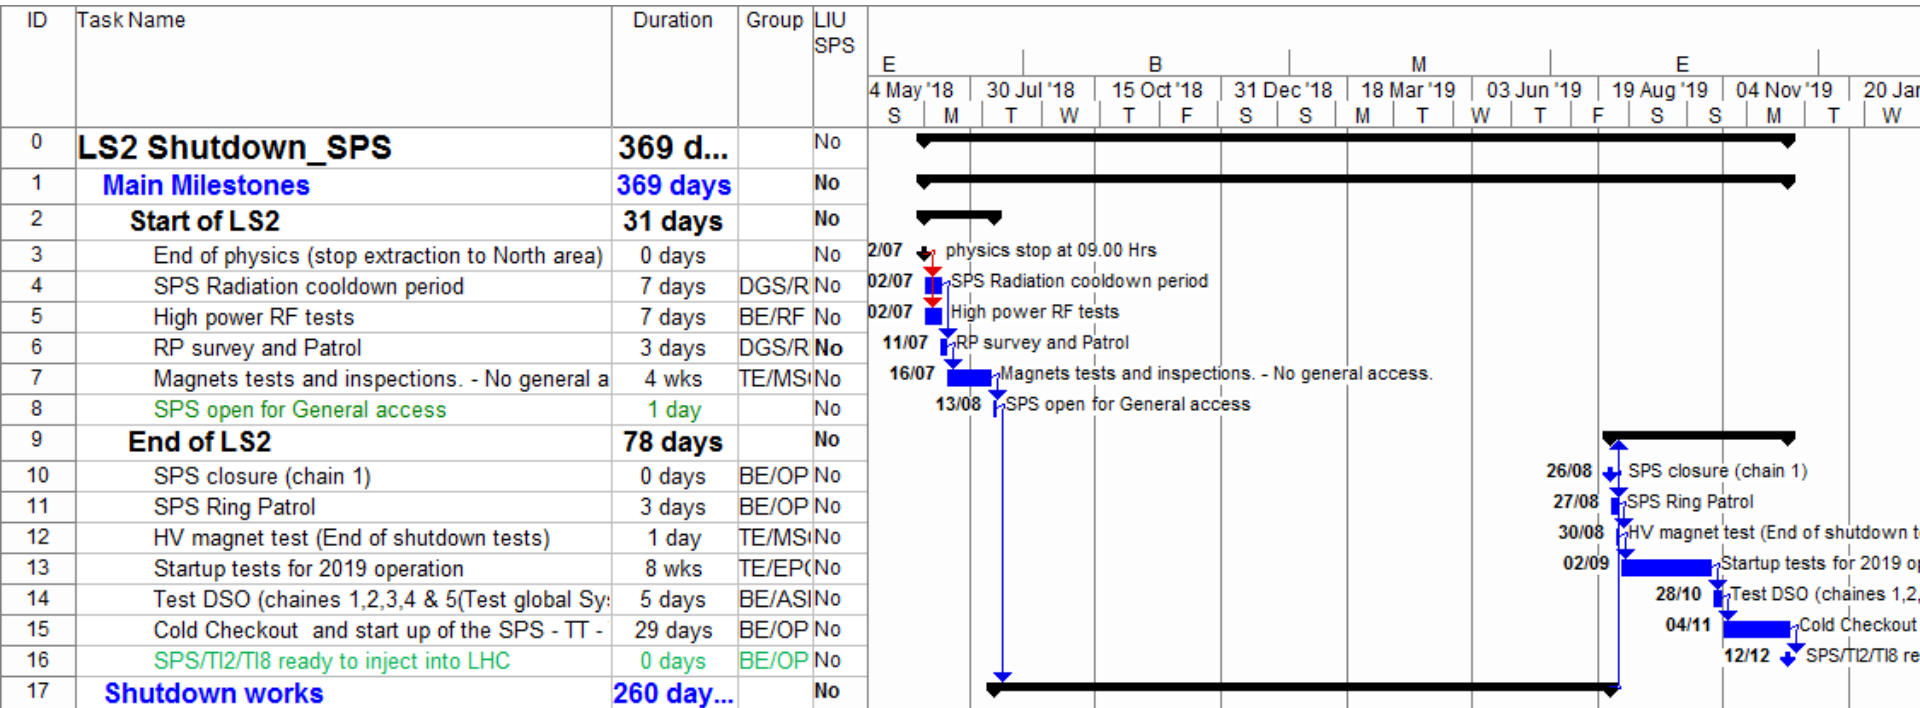 ID Task Name Duration Group LIU SPS
E B M E
4 May '18 30 Jul '18 15 Oct '18 31 Dec '18 18 Mar '19 03 Jun '19 19 Aug '19 04 Nov '19 20 Jan
S M T W T F S S M T W T F S S M T W
0 LS2 Shutdown_SPS 369 d... No
1 Main Milestones 369 days No
2 Start of LS2 31 days No
3 End of physics (stop extraction to North area) 0 days No 2/07 physics stop at 09.00 Hrs
4 SPS Radiation cooldown period 7 days DGS/R No 02/07 SPS Radiation cooldown period
5 High power RF tests 7 days BE/RF No 02/07 High power RF tests
6 RP survey and Patrol 3 days DGS/R No 11/07 RP survey and Patrol
7 Magnets tests and inspections. - No general a 4 wks TE/MS No 16/07 Magnets tests and inspections. - No general access.
8 SPS open for General access 1 day No 13/08 SPS open for General access
9 End of LS2 78 days No
10 SPS closure (chain 1) 0 days BE/OP No 26/08 SPS closure (chain 1)
11 SPS Ring Patrol 3 days BE/OP No 27/08 SPS Ring Patrol
12 HV magnet test (End of shutdown tests) 1 day TE/MS No 30/08 HV magnet test (End of shutdown t
13 Startup tests for 2019 operation 8 wks TE/EP No 02/09 Startup tests for 2019 op
14 Test DSO (chaines 1,2,3,4 & 5(Test global Sy 5 days BE/ASI No 28/10 Test DSO (chaines 1,2,
15 Cold Checkout and start up of the SPS - TT - 29 days BE/OP No 04/11 Cold Checkout
16 SPS/TI2/TI8 ready to inject into LHC 0 days BE/OP No 12/12 SPS/TI2/TI8 re
17 Shutdown works 260 day... No